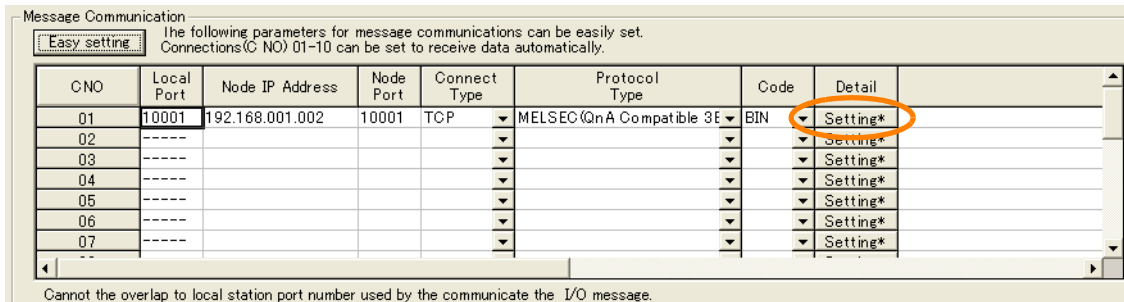 Message Communication
Easy setting
The following parameters for message communications can be easily set.
Connections(C NO) 01-10 can be set to receive data automatically.
C NO Local Port Node IP Address Node Port Connect Type Protocol Type Code Detail
01 10001 192.168.001.002 10001 TCP MELSEC(QnA Compatible 3E BIN Setting*
02 ----- Setting*
03 ----- Setting*
04 ----- Setting*
05 ----- Setting*
06 ----- Setting*
07 ----- Setting*
Cannot the overlap to local station port number used by the communicate the I/O message.